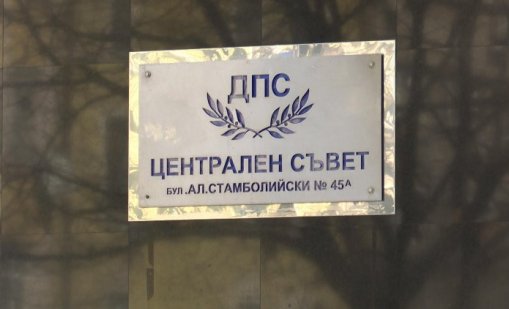 ДПС
ЦЕНТРАЛЕН СЪВЕТ
БУЛ. АЛ.СТАМБОЛИЙСКИ № 45А